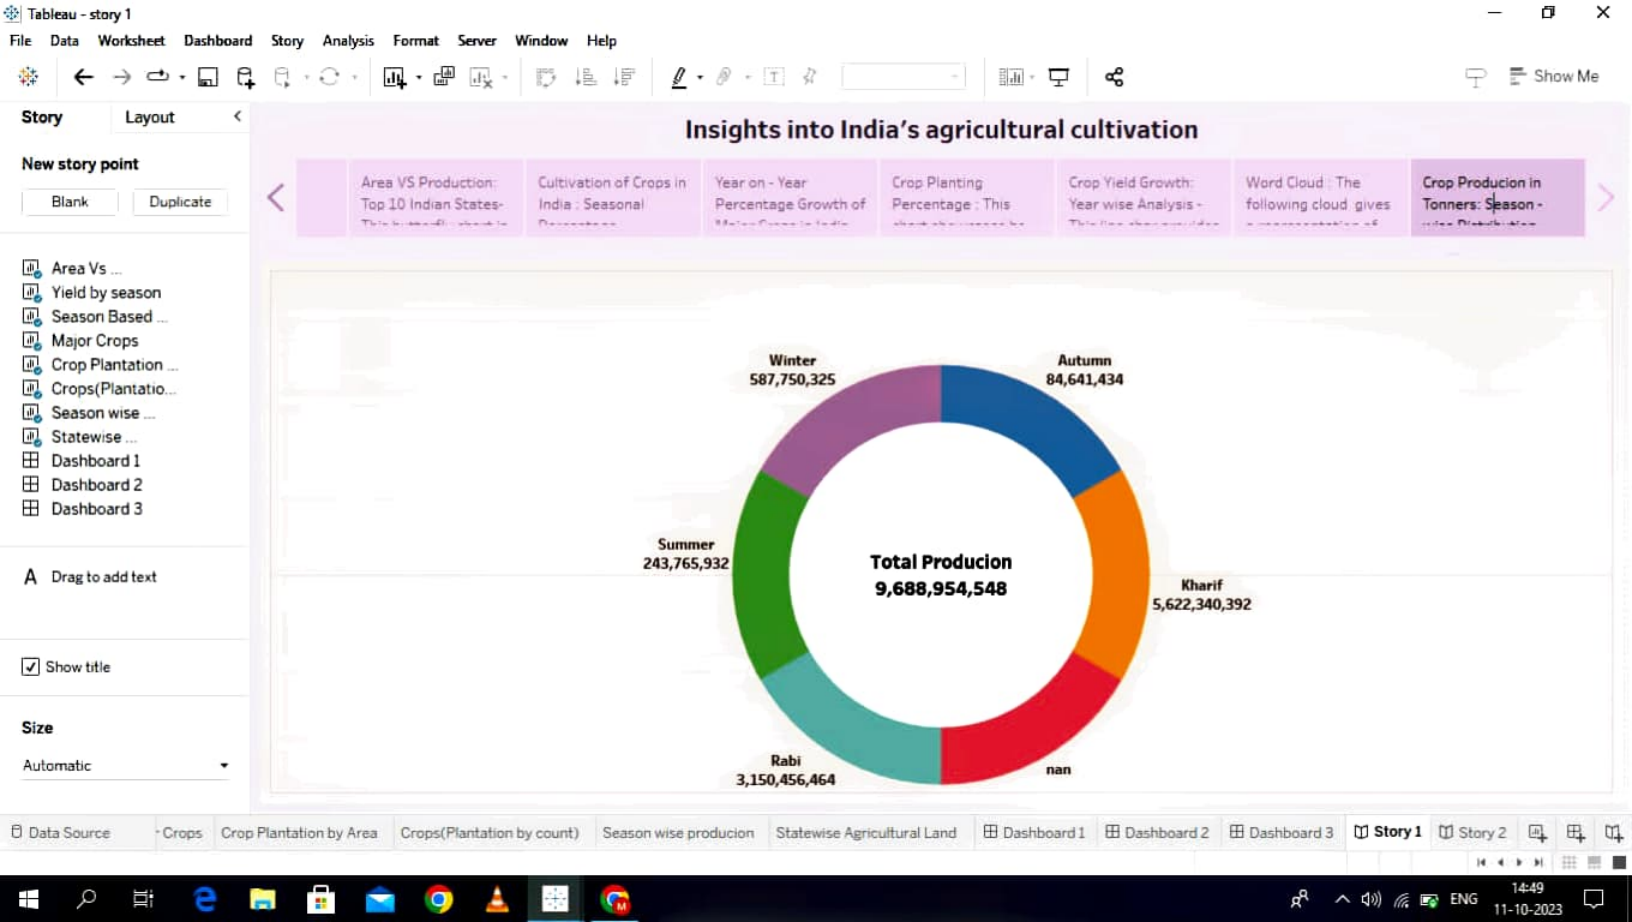 Tableau - story 1
File Data Worksheet Dashboard Story Analysis Format Server Window Help
Show Me
Story Layout
New story point
Blank Duplicate
Area Vs ...
Yield by season
Season Based ...
Major Crops
Crop Plantation ...
Crops(Plantatio...
Season wise ...
Statewise ...
Dashboard 1
Dashboard 2
Dashboard 3
A Drag to add text
Show title
Size
Automatic
Insights into India's agricultural cultivation
Area VS Production:
Top 10 Indian States-
Cultivation of Crops in
India : Seasonal
Year on - Year
Percentage Growth of
Crop Planting
Percentage : This
Crop Yield Growth:
Year wise Analysis -
Word Cloud : The
following cloud gives
Crop Producion in
Tonners: Season -
wise Distribution
Winter
587,750,325
Autumn
84,641,434
Summer
243,765,932
Total Producion
9,688,954,548
Kharif
5,622,340,392
Rabi
3,150,456,464
nan
Data Source Crops Crop Plantation by Area Crops(Plantation by count) Season wise producion Statewise Agricultural Land Dashboard 1 Dashboard 2 Dashboard 3 Story 1 Story 2
ENG
14:49
11-10-2023